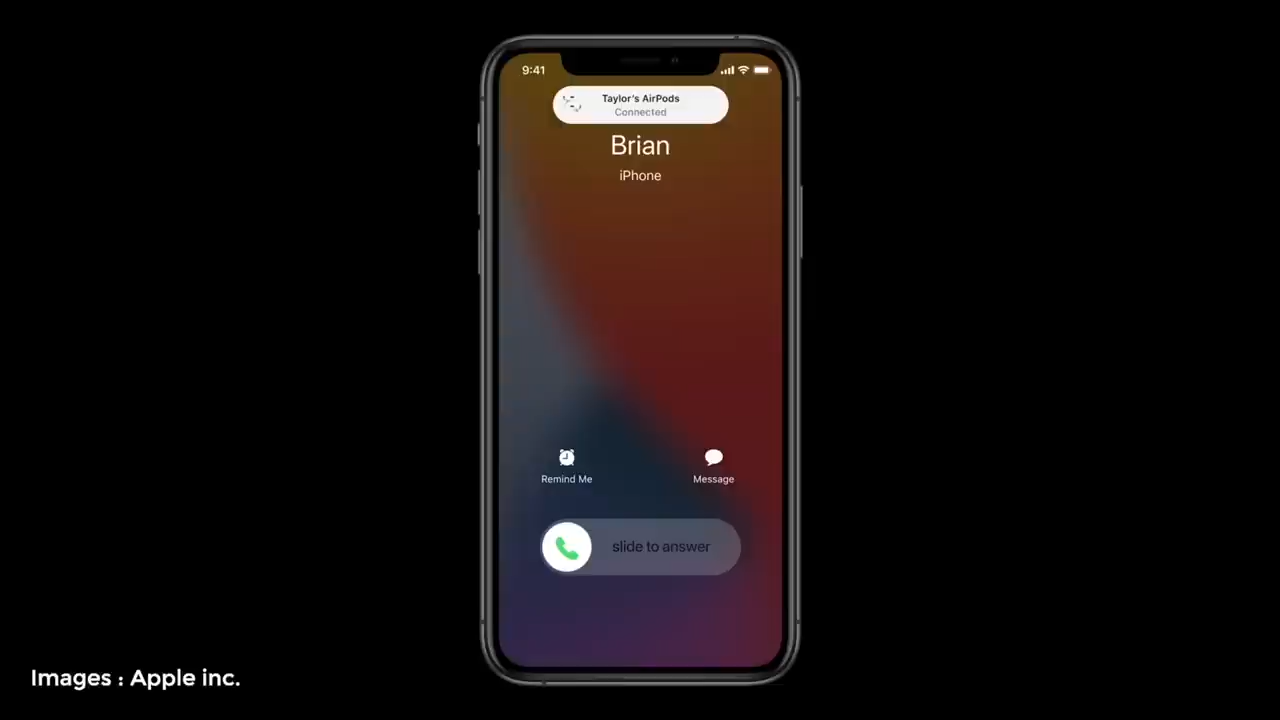 9:41
Taylor's AirPods
Connected
Brian
iPhone
Remind Me
Message
slide to answer
Images : Apple inc.